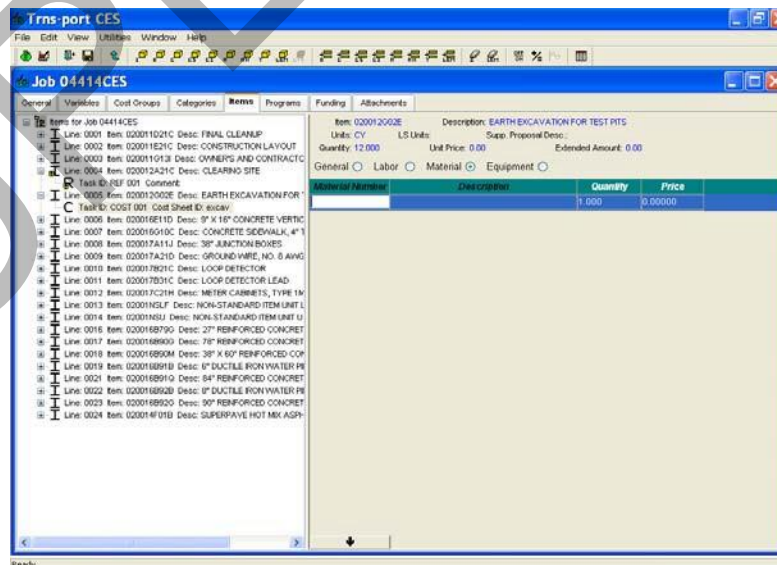 Trns·port CES
File Edit View Utilities Window Help
Job 04414CES
General Variables Cost Groups Categories Items Programs Funding Attachments
Items for Job 04414CES
Line: 0001 Item: 020011D21C Desc: FINAL CLEANUP
Line: 0002 Item: 020011E21C Desc: CONSTRUCTION LAYOUT
Line: 0003 Item: 020011G13I Desc: OWNER'S AND CONTRACTC
Line: 0004 Item: 020012A21C Desc: CLEARING SITE
Task ID: REF 001 Comment:
Line: 0005 Item: 020012G02E Desc: EARTH EXCAVATION FOR
Task ID: COST 001 Cost Sheet ID: excav
Line: 0006 Item: 020016E11D Desc: 9" X 16" CONCRETE VERTIC
Line: 0007 Item: 020016G10C Desc: CONCRETE SIDEWALK, 4" T
Line: 0008 Item: 020017A11J Desc: 38" JUNCTION BOXES
Line: 0009 Item: 020017A21D Desc: GROUND WIRE, NO. 8 AWG
Line: 0010 Item: 020017B21C Desc: LOOP DETECTOR
Line: 0011 Item: 020017B31C Desc: LOOP DETECTOR LEAD
Line: 0012 Item: 020017C21H Desc: METER CABINETS, TYPE 1M
Line: 0013 Item: 02001NSLF Desc: NON-STANDARD ITEM UNIT L
Line: 0014 Item: 02001NSU Desc: NON-STANDARD ITEM UNIT U
Line: 0016 Item: 020016B79G Desc: 27" REINFORCED CONCRET
Line: 0017 Item: 020016B90G Desc: 78" REINFORCED CONCRET
Line: 0018 Item: 020016B90M Desc: 38" X 60" REINFORCED CON
Line: 0019 Item: 020016B91B Desc: 6" DUCTILE IRON WATER PI
Line: 0021 Item: 020016B91G Desc: 84" REINFORCED CONCRET
Line: 0022 Item: 020016B92B Desc: 8" DUCTILE IRON WATER PI
Line: 0023 Item: 020016B92G Desc: 90" REINFORCED CONCRET
Line: 0024 Item: 020014F01B Desc: SUPERPAVE HOT MIX ASPH
Item: 020012G02E Description: EARTH EXCAVATION FOR TEST PITS
Units: CY LS Units: Supp. Proposal Desc.:
Quantity: 12.000 Unit Price: 0.00 Extended Amount: 0.00
General Labor Material Equipment
Material Number Description Quantity Price
1.000 0.00000
Ready